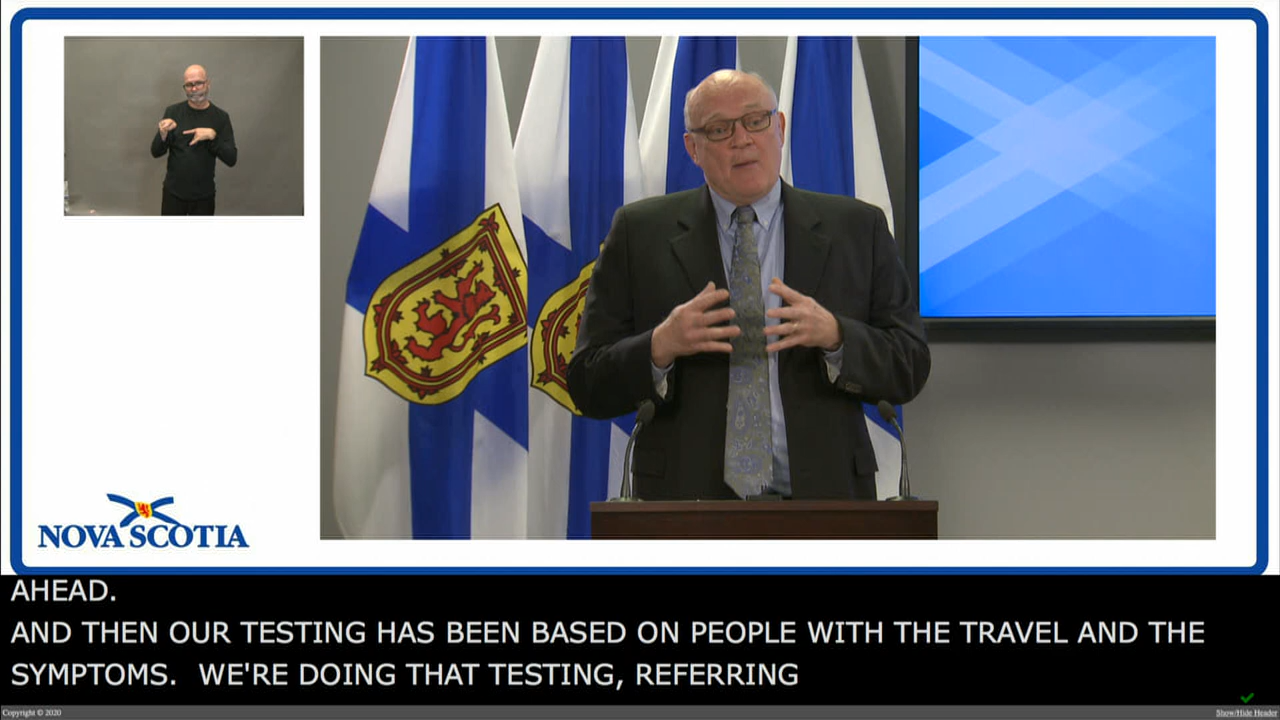 NOVA SCOTIA
AHEAD.
AND THEN OUR TESTING HAS BEEN BASED ON PEOPLE WITH THE TRAVEL AND THE
SYMPTOMS.  WE'RE DOING THAT TESTING, REFERRING
Copyright © 2020
Show/Hide Header